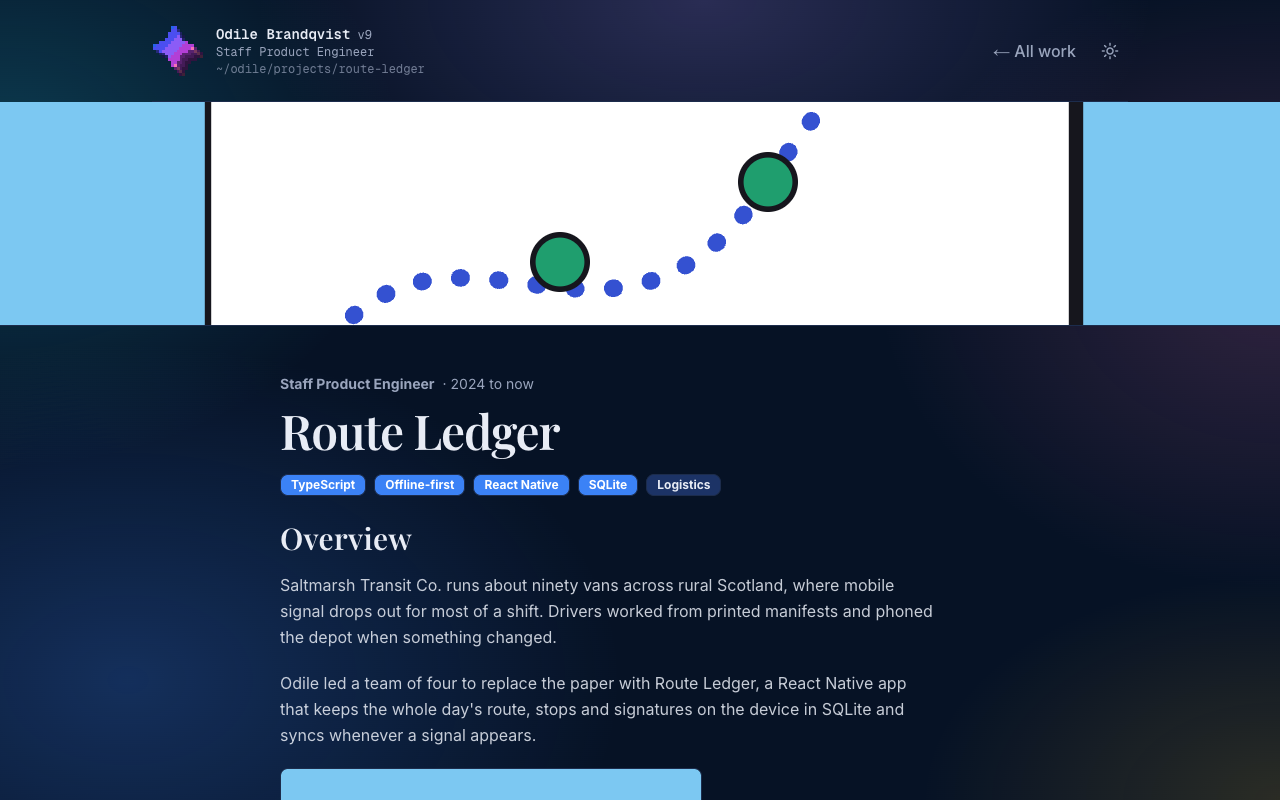 Odile Brandqvist v9
Staff Product Engineer
~/odile/projects/route-ledger
← All work
Staff Product Engineer · 2024 to now
Route Ledger
TypeScript Offline-first React Native SQLite Logistics
Overview
Saltmarsh Transit Co. runs about ninety vans across rural Scotland, where mobile
signal drops out for most of a shift. Drivers worked from printed manifests and phoned
the depot when something changed.
Odile led a team of four to replace the paper with Route Ledger, a React Native app
that keeps the whole day's route, stops and signatures on the device in SQLite and
syncs whenever a signal appears.